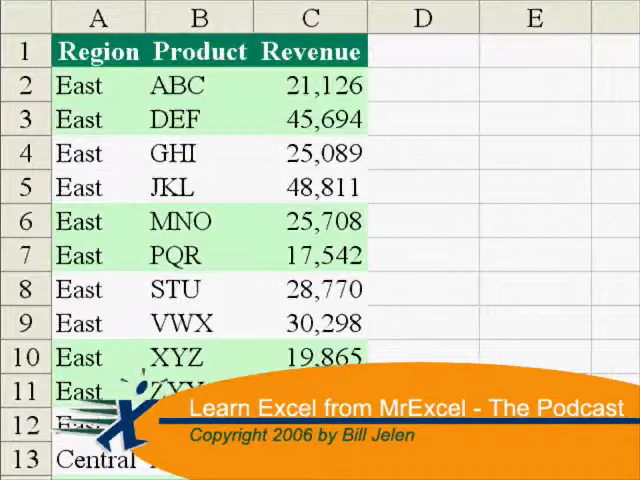 A B C D E
1 Region Product Revenue
2 East ABC 21,126
3 East DEF 45,694
4 East GHI 25,089
5 East JKL 48,811
6 East MNO 25,708
7 East PQR 17,542
8 East STU 28,770
9 East VWX 30,298
10 East XYZ 19,865
11 East
12
13 Central
Learn Excel from MrExcel - The Podcast
Copyright 2006 by Bill Jelen